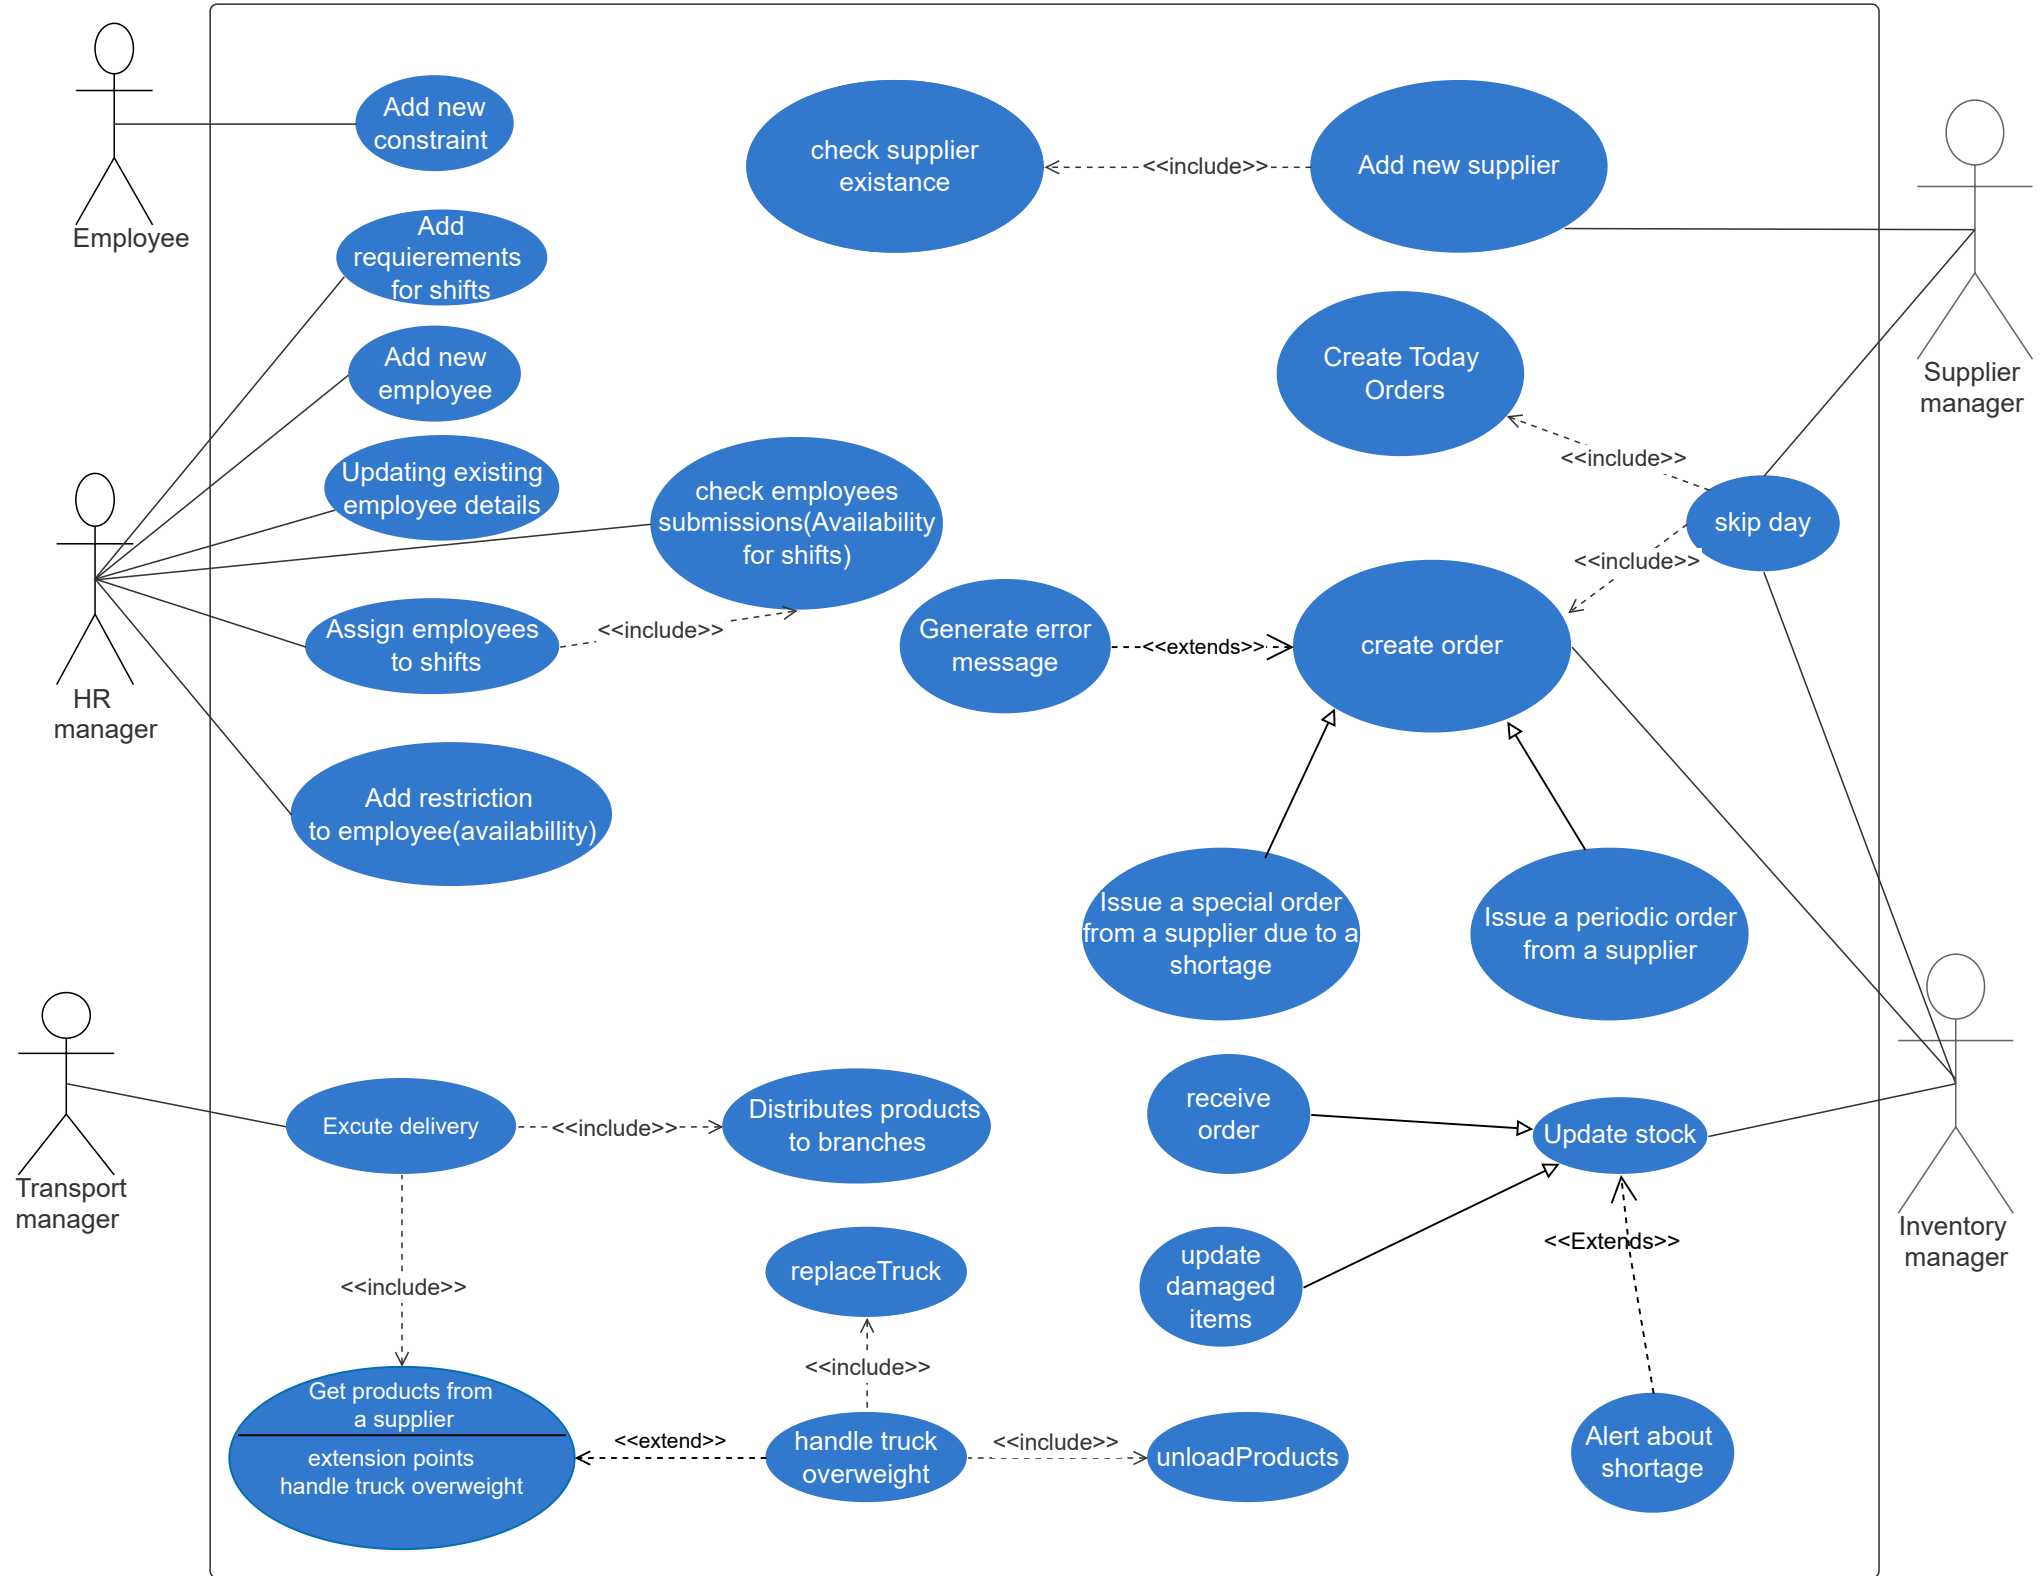 Employee
Add new
constraint
Add
requierements
for shifts
Add new
employee
Updating existing
employee details
check employees
submissions(Availability
for shifts)
Assign employees
to shifts
<<include>>
HR
manager
Add restriction
to employee(availabillity)
check supplier
existance
<<include>>
Add new supplier
Supplier
manager
Create Today
Orders
<<include>>
skip day
<<include>>
Generate error
message
<<extends>>
create order
Issue a special order
from a supplier due to a
shortage
Issue a periodic order
from a supplier
Transport
manager
Excute delivery
<<include>>
Distributes products
to branches
<<include>>
replaceTruck
<<include>>
Get products from
a supplier
extension points
handle truck overweight
<<extend>>
handle truck
overweight
<<include>>
unloadProducts
receive
order
Update stock
update
damaged
items
<<Extends>>
Alert about
shortage
Inventory
manager